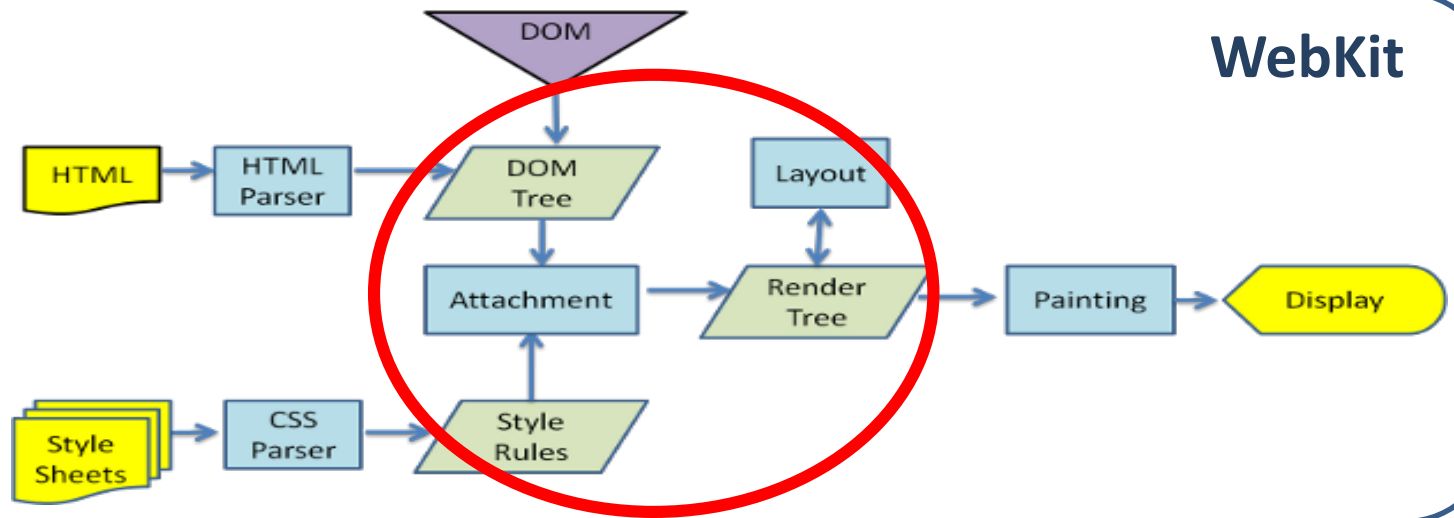 DOM
WebKit
HTML
HTML
Parser
DOM
Tree
Layout
Attachment
Render
Tree
Painting
Display
Style
Sheets
CSS
Parser
Style
Rules